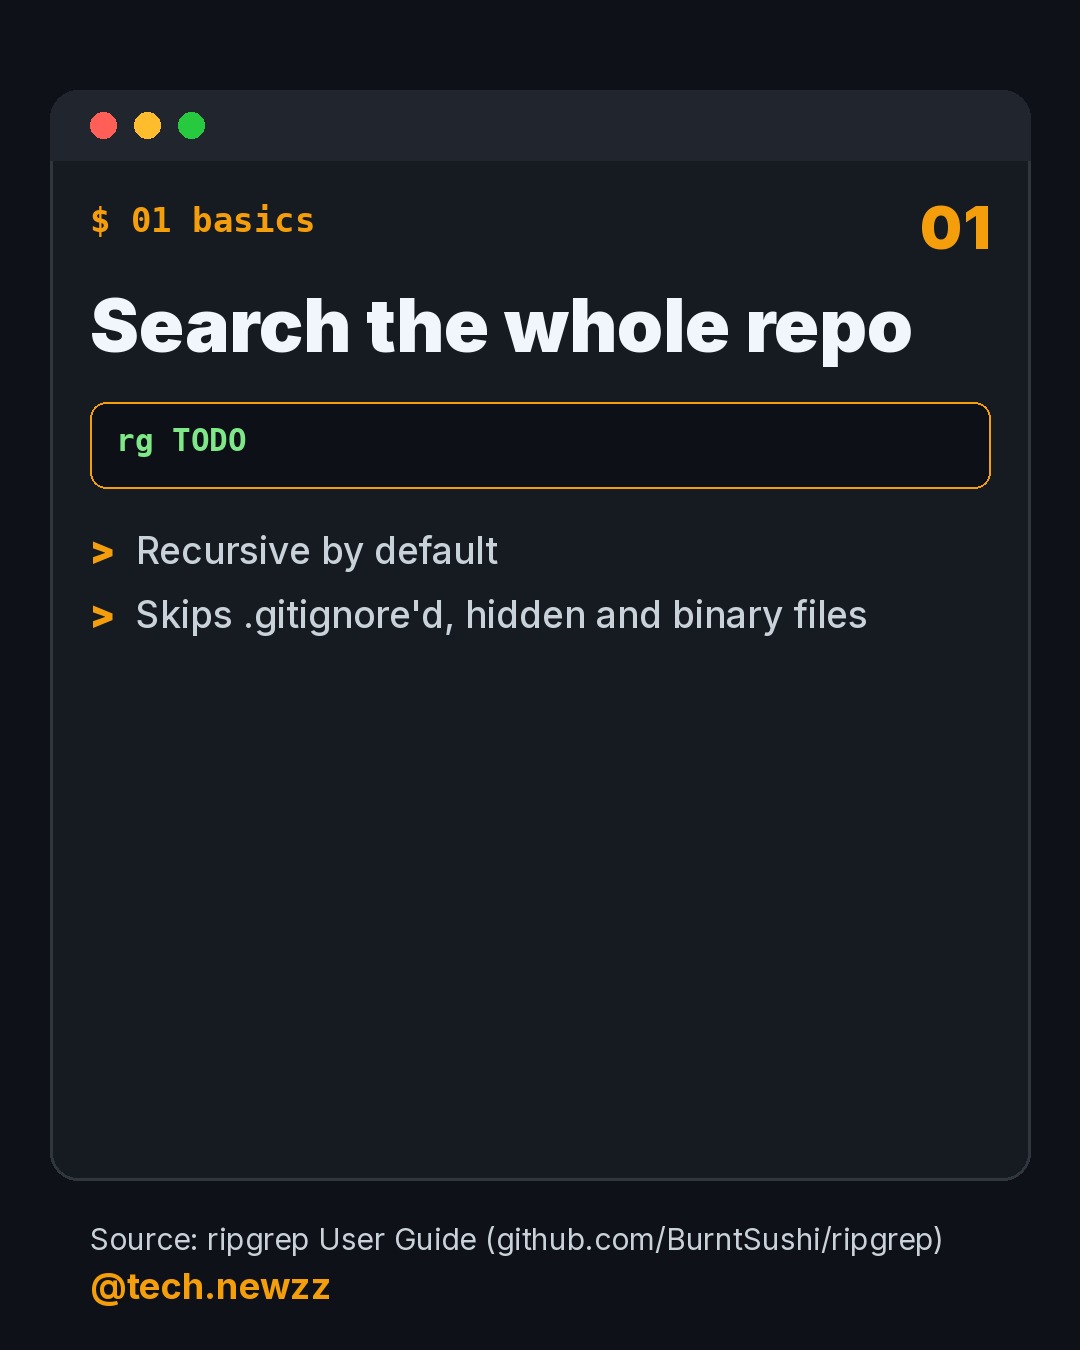 $ 01 basics
01
Search the whole repo
rg TODO
> Recursive by default
> Skips .gitignore'd, hidden and binary files
Source: ripgrep User Guide (github.com/BurntSushi/ripgrep)
@tech.newzz